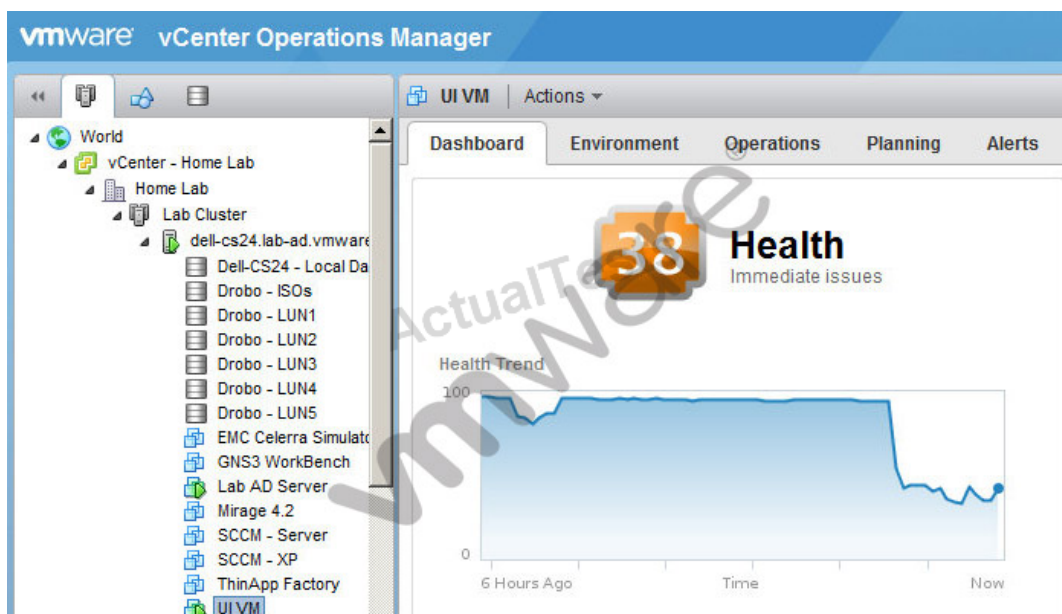 vmware vCenter Operations Manager
UI VM Actions
Dashboard Environment Operations Planning Alerts
World
vCenter - Home Lab
Home Lab
Lab Cluster
dell-cs24.lab-ad.vmware
Dell-CS24 - Local Da
Drobo - ISOs
Drobo - LUN1
Drobo - LUN2
Drobo - LUN3
Drobo - LUN4
Drobo - LUN5
EMC Celerra Simulato
GNS3 WorkBench
Lab AD Server
Mirage 4.2
SCCM - Server
SCCM - XP
ThinApp Factory
UI VM
38
Health
Immediate issues
Health Trend
100
0
6 Hours Ago Time Now
vmware®